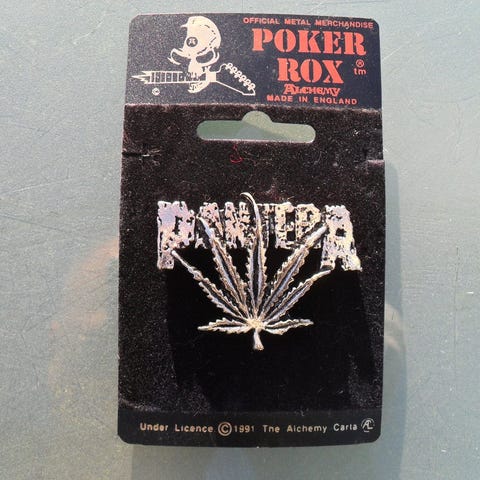 OFFICIAL METAL MERCHANDISE
POKER
ROX ® tm
ALCHEMY
MADE IN ENGLAND
PANTERA
Under Licence © 1991 The Alchemy Carta